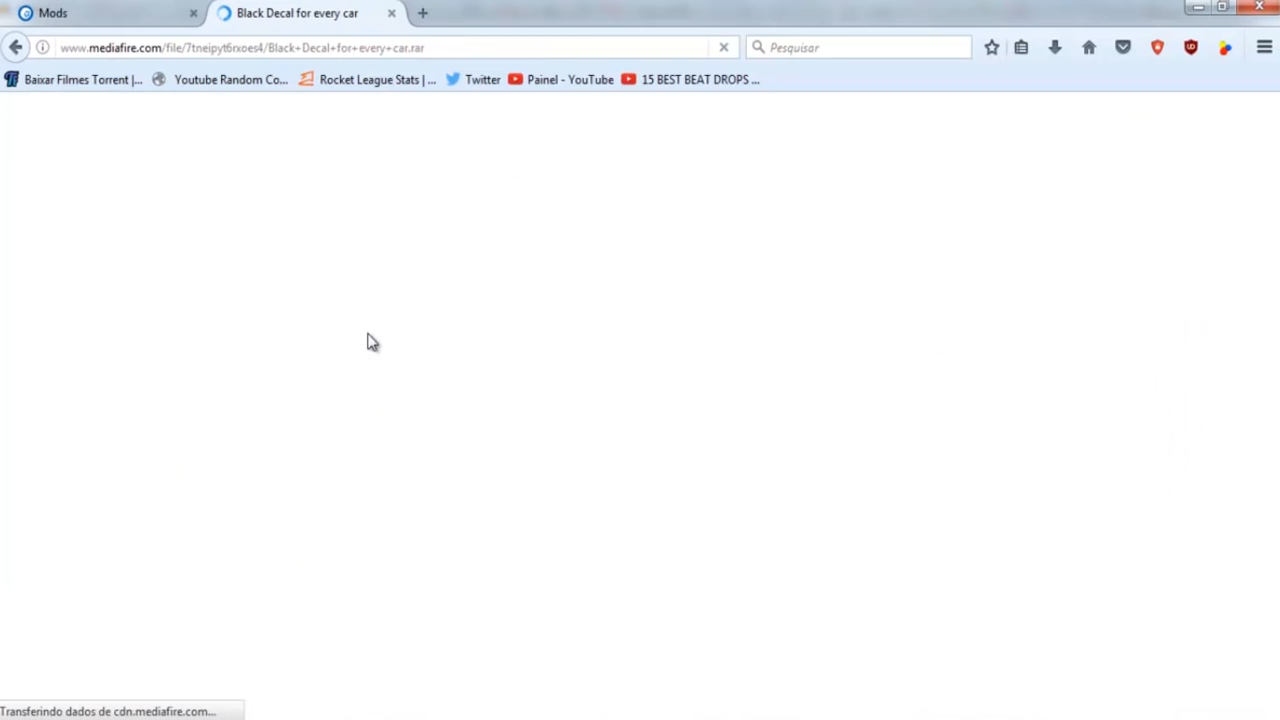 Mods
Black Decal for every car
www.mediafire.com/file/7tneipyt6rxoes4/Black+Decal+for+every+car.rar
Pesquisar
Baixar Filmes Torrent |...
Youtube Random Co...
Rocket League Stats | ...
Twitter
Painel - YouTube
15 BEST BEAT DROPS ...
Transferindo dados de cdn.mediafire.com...